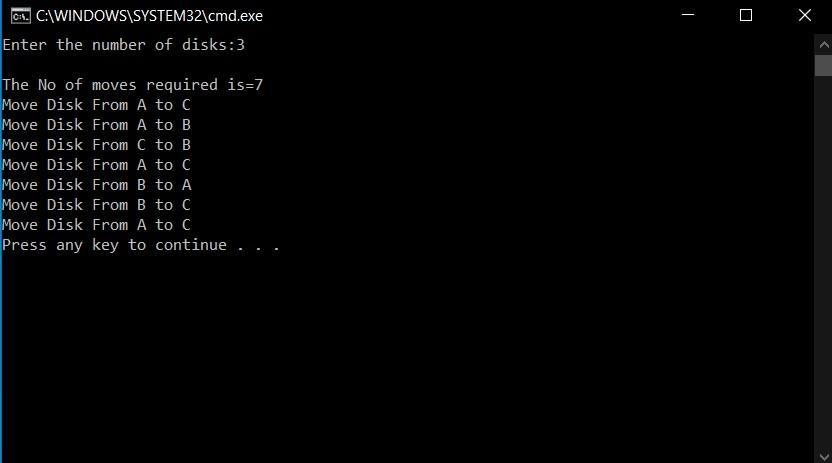 C:\WINDOWS\SYSTEM32\cmd.exe
Enter the number of disks:3
The No of moves required is=7
Move Disk From A to C
Move Disk From A to B
Move Disk From C to B
Move Disk From A to C
Move Disk From B to A
Move Disk From B to C
Move Disk From A to C
Press any key to continue . . .